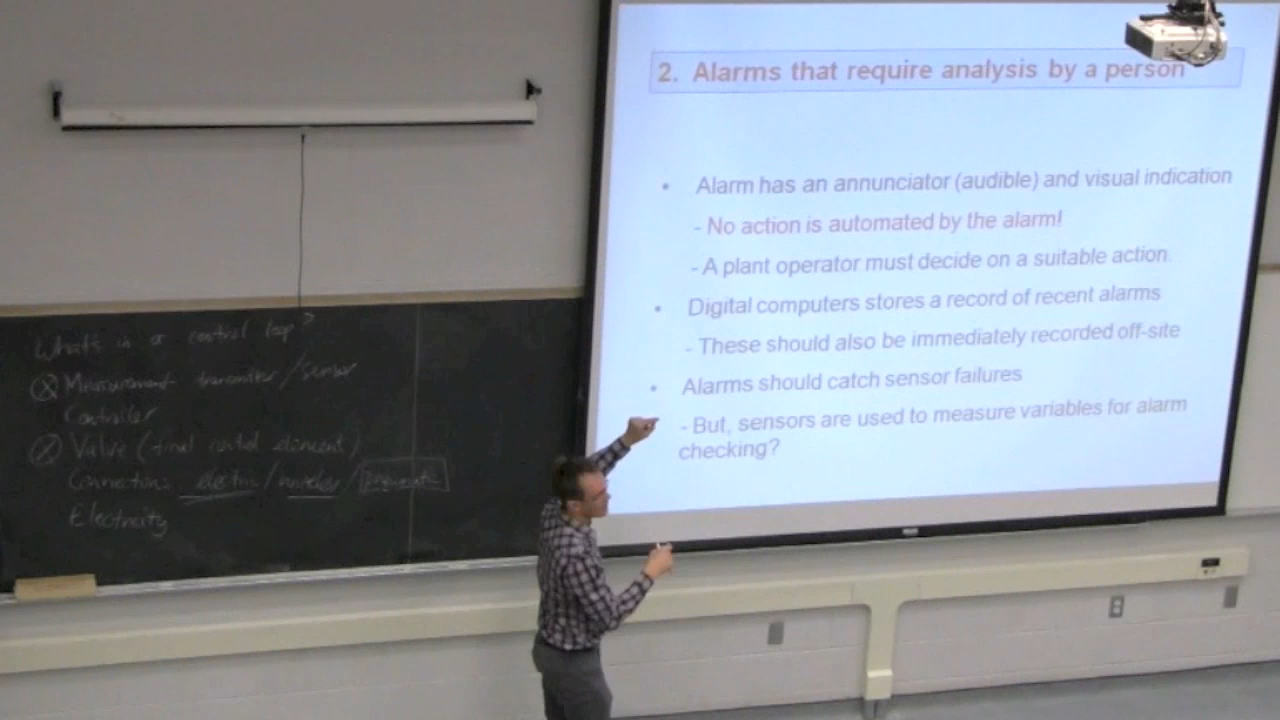 2. Alarms that require analysis by a person
• Alarm has an annunciator (audible) and visual indication
- No action is automated by the alarm!
- A plant operator must decide on a suitable action.
• Digital computers stores a record of recent alarms
- These should also be immediately recorded off-site
• Alarms should catch sensor failures
- But, sensors are used to measure variables for alarm
checking?
What's in a control loop?
Ⓧ Measurement transmitter/sensor
Controller
Ⓧ Valve (final control element)
Connections electric/wireless/pneumatic
Electricity